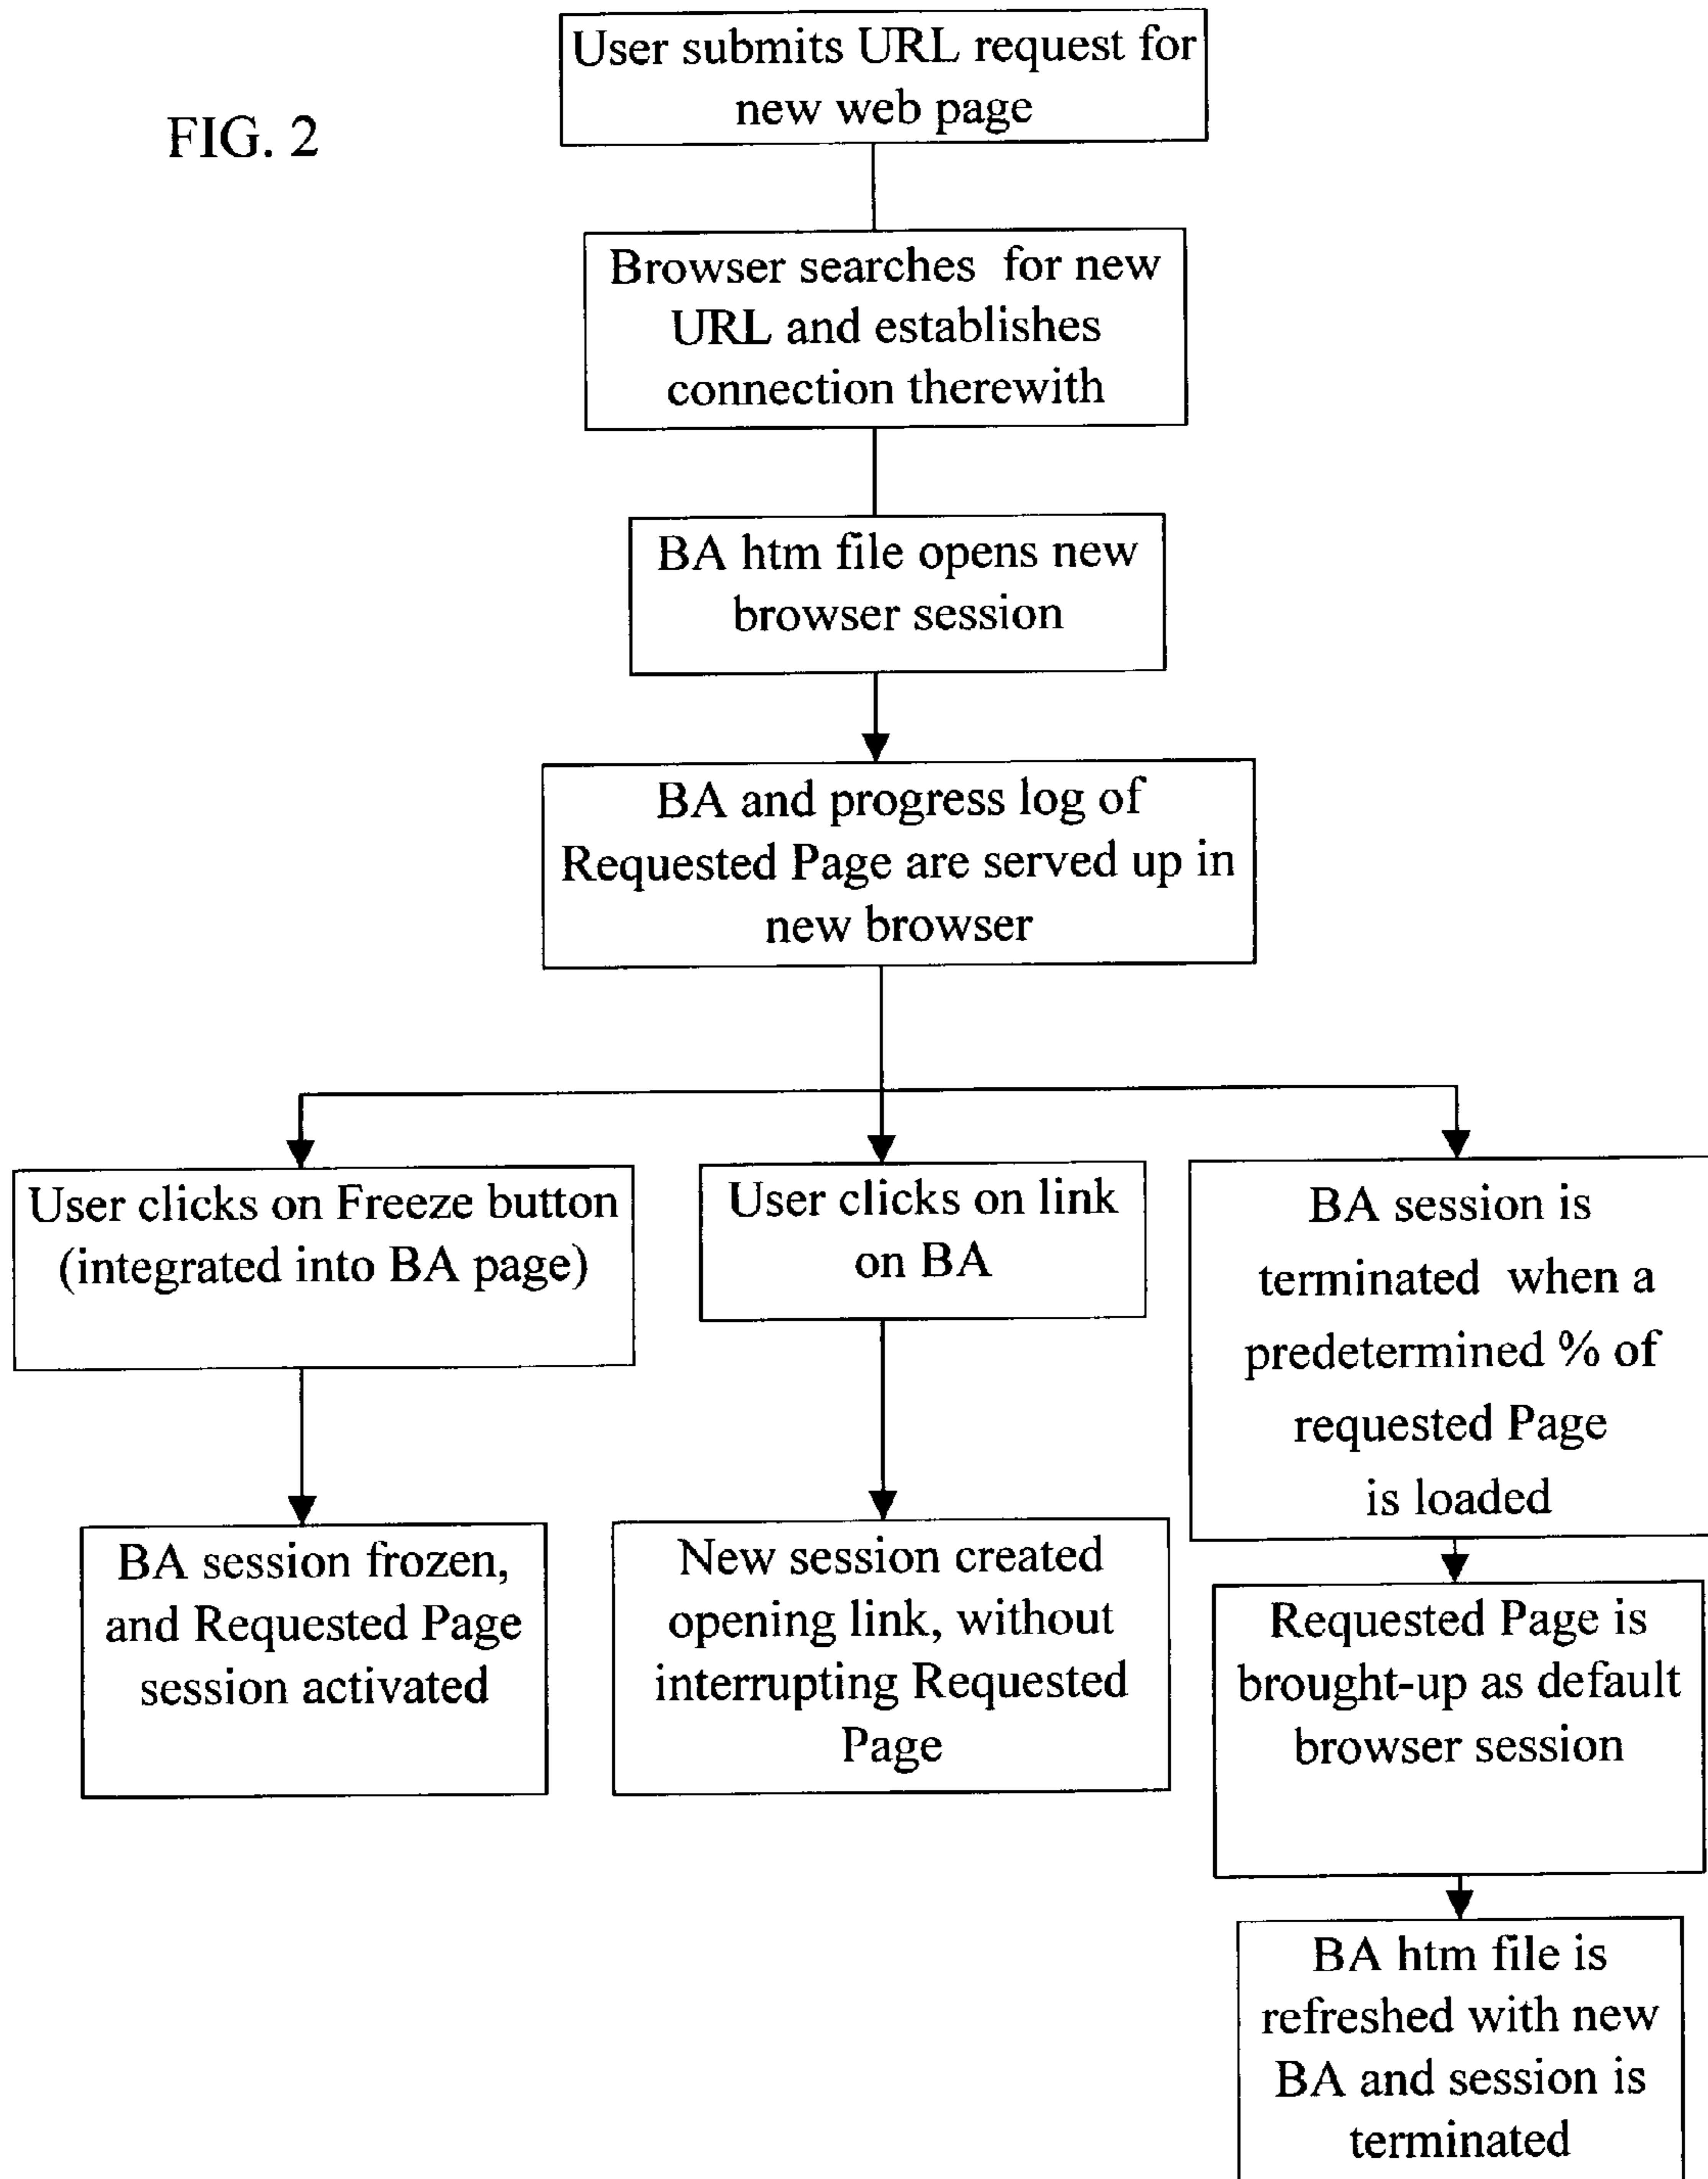 FIG. 2
User submits URL request for
new web page
Browser searches for new
URL and establishes
connection therewith
BA htm file opens new
browser session
BA and progress log of
Requested Page are served up in
new browser
User clicks on Freeze button
(integrated into BA page)
User clicks on link
on BA
BA session is
terminated when a
predetermined % of
requested Page
is loaded
BA session frozen,
and Requested Page
session activated
New session created
opening link, without
interrupting Requested
Page
Requested Page is
brought-up as default
browser session
BA htm file is
refreshed with new
BA and session is
terminated